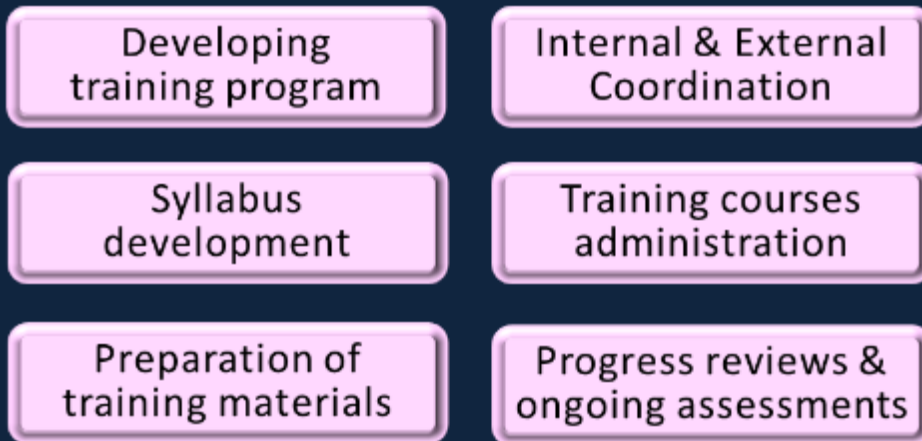 Developing
training program
Internal & External
Coordination
Syllabus
development
Training courses
administration
Preparation of
training materials
Progress reviews &
ongoing assessments